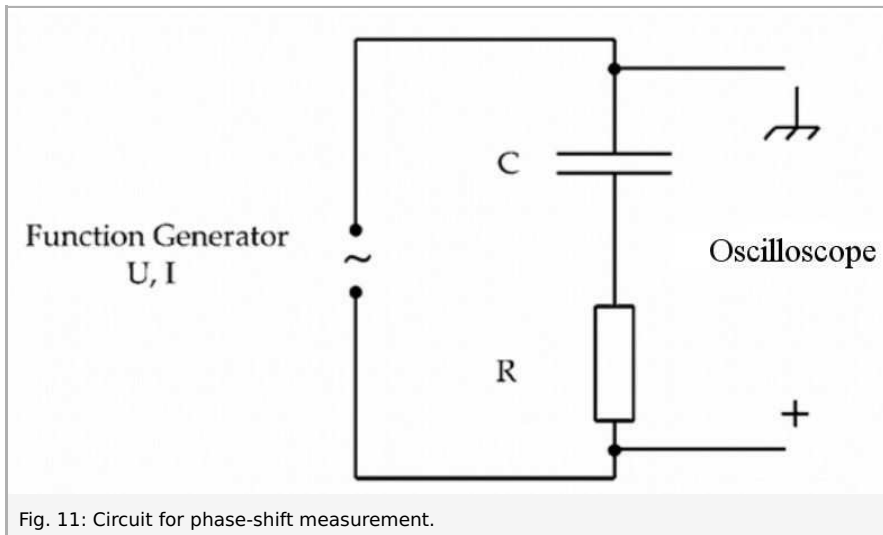 C
Function Generator
~
U, I
Oscilloscope
R
+
Fig. 11: Circuit for phase-shift measurement.